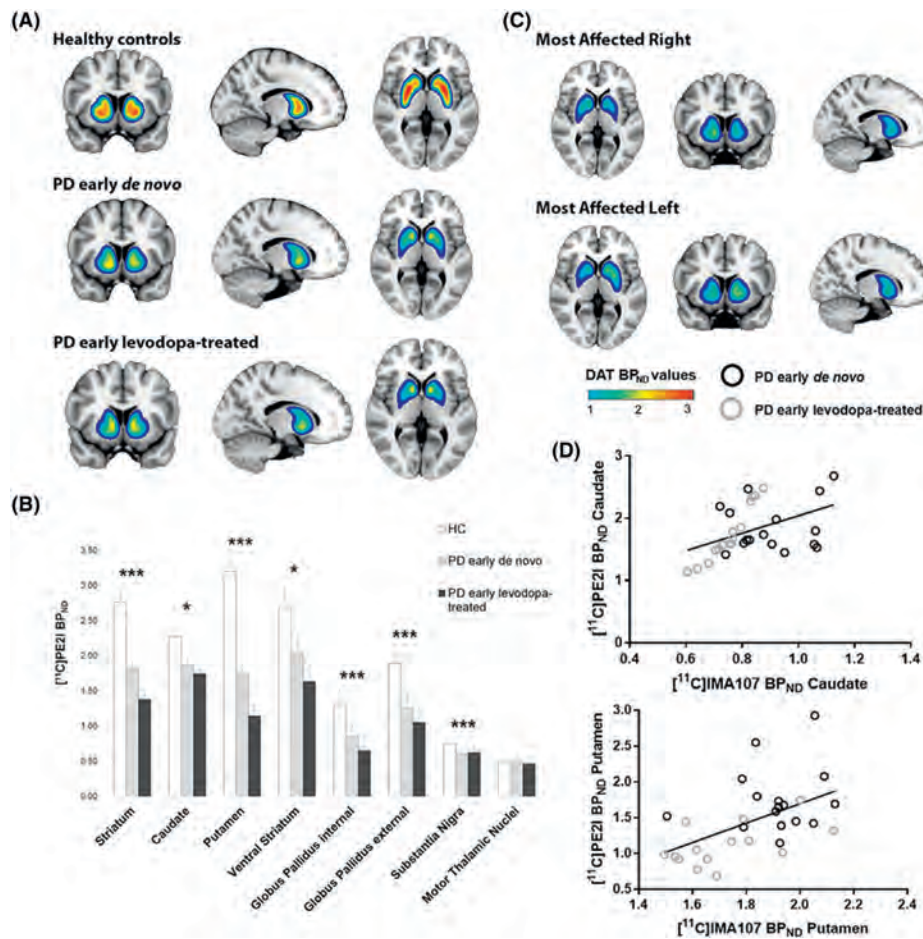 (A)
Healthy controls
PD early de novo
PD early levodopa-treated
(C)
Most Affected Right
Most Affected Left
DAT BPND values
1 2 3
PD early de novo
PD early levodopa-treated
(B)
[¹¹C]PE2I BPND
3.50
3.00
2.50
2.00
1.50
1.00
0.50
0.00
***
*
***
*
***
***
***
HC
PD early de novo
PD early levodopa-
treated
Striatum
Caudate
Putamen
Ventral Striatum
Globus Pallidus internal
Globus Pallidus external
Substantia Nigra
Motor Thalamic Nuclei
(D)
[¹¹C]PE2I BPND Caudate
3
2
1
0
0.4 0.6 0.8 1.0 1.2 1.4
[¹¹C]IMA107 BPND Caudate
[¹¹C]PE2I BPND Putamen
3.0
2.5
2.0
1.5
1.0
0.5
1.4 1.6 1.8 2.0 2.2
[¹¹C]IMA107 BPND Putamen